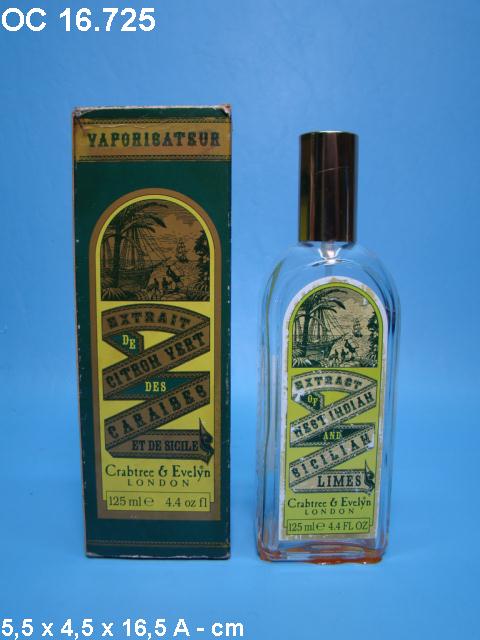 OC 16.725
VAPORISATEUR
EXTRAIT
DE
CITRON VERT
DES
CARAIBES
ET DE SICILE
Crabtree & Evelyn
LONDON
125 ml e 4.4 oz fl
EXTRACT
OF
WEST INDIAN
AND
SICILIAN
LIMES
Crabtree & Evelyn
LONDON
125 ml e 4.4 FL OZ
5,5 x 4,5 x 16,5 A - cm